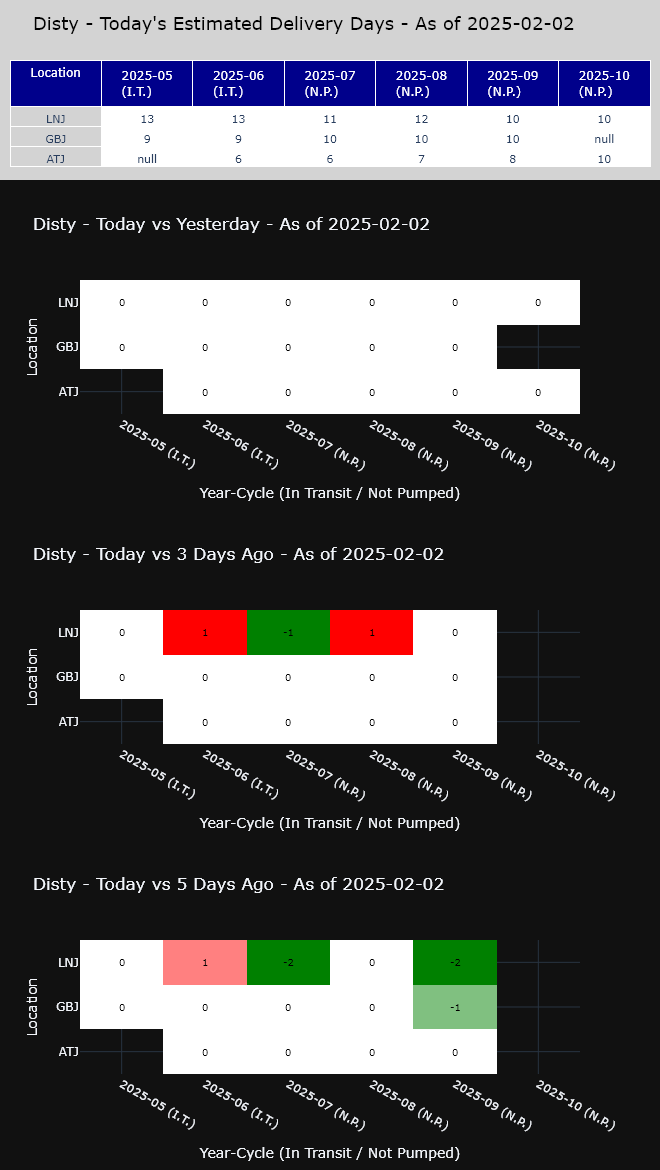 Disty - Today's Estimated Delivery Days - As of 2025-02-02
Location 2025-05 (I.T.) 2025-06 (I.T.) 2025-07 (N.P.) 2025-08 (N.P.) 2025-09 (N.P.) 2025-10 (N.P.)
LNJ 13 13 11 12 10 10
GBJ 9 9 10 10 10 null
ATJ null 6 6 7 8 10
Disty - Today vs Yesterday - As of 2025-02-02
Location
LNJ 0 0 0 0 0 0
GBJ 0 0 0 0 0
ATJ 0 0 0 0 0
2025-05 (I.T.) 2025-06 (I.T.) 2025-07 (N.P.) 2025-08 (N.P.) 2025-09 (N.P.) 2025-10 (N.P.)
Year-Cycle (In Transit / Not Pumped)
Disty - Today vs 3 Days Ago - As of 2025-02-02
Location
LNJ 0 1 -1 1 0
GBJ 0 0 0 0 0
ATJ 0 0 0 0
2025-05 (I.T.) 2025-06 (I.T.) 2025-07 (N.P.) 2025-08 (N.P.) 2025-09 (N.P.) 2025-10 (N.P.)
Year-Cycle (In Transit / Not Pumped)
Disty - Today vs 5 Days Ago - As of 2025-02-02
Location
LNJ 0 1 -2 0 -2
GBJ 0 0 0 0 -1
ATJ 0 0 0 0
2025-05 (I.T.) 2025-06 (I.T.) 2025-07 (N.P.) 2025-08 (N.P.) 2025-09 (N.P.) 2025-10 (N.P.)
Year-Cycle (In Transit / Not Pumped)